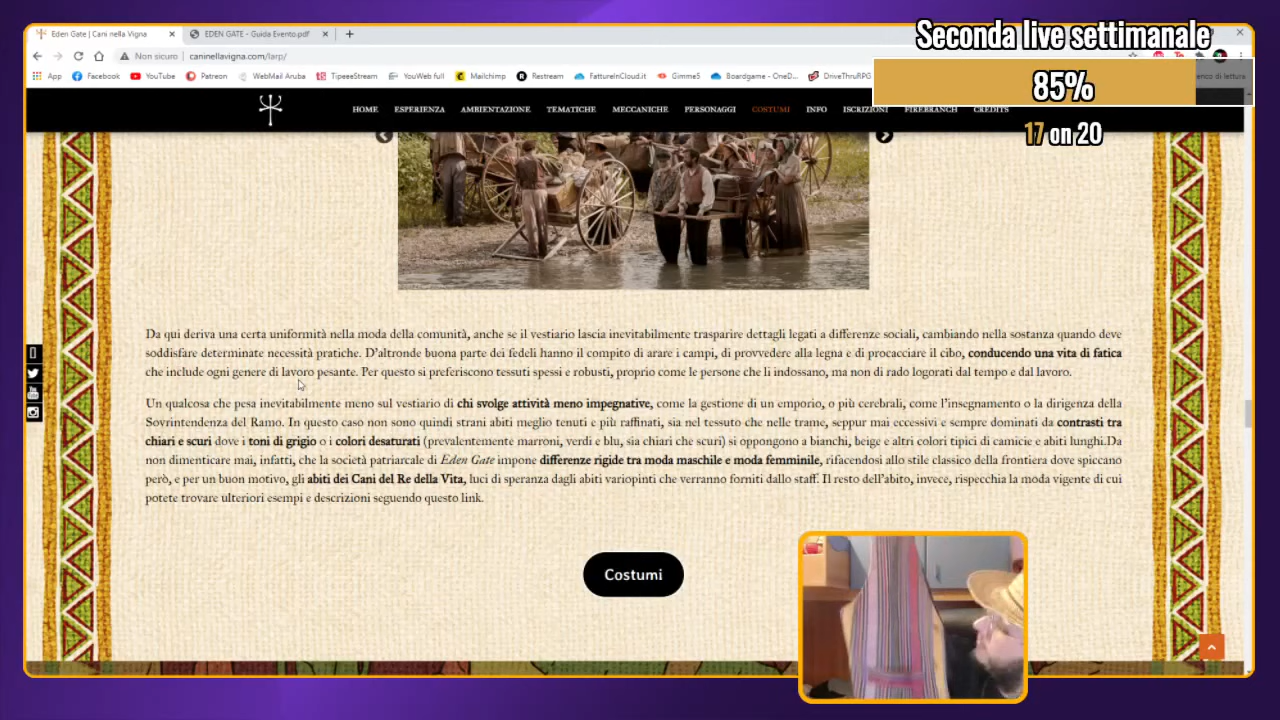 Seconda live settimanale
85%
17 on 20
Eden Gate | Cani nella Vigna
EDEN GATE - Guida Evento.pdf
Non sicuro
caninellavigna.com/larp/
App
Facebook
YouTube
Patreon
WebMail Aruba
TipeeeStream
YouWeb full
Mailchimp
Restream
FattureInCloud.it
Gimme5
Boardgame - OneD...
DriveThruRPG
HOME
ESPERIENZA
AMBIENTAZIONE
TEMATICHE
MECCANICHE
PERSONAGGI
COSTUMI
INFO
ISCRIZIONI
FIREBRANCH
CREDITS
Da qui deriva una certa uniformità nella moda della comunità, anche se il vestiario lascia inevitabilmente trasparire dettagli legati a differenze sociali, cambiando nella sostanza quando deve
soddisfare determinate necessità pratiche. D'altronde buona parte dei fedeli hanno il compito di arare i campi, di provvedere alla legna e di procacciare il cibo, conducendo una vita di fatica
che include ogni genere di lavoro pesante. Per questo si preferiscono tessuti spessi e robusti, proprio come le persone che li indossano, ma non di rado logorati dal tempo e dal lavoro.
Un qualcosa che pesa inevitabilmente meno sul vestiario di chi svolge attività meno impegnative, come la gestione di un emporio, o più cerebrali, come l'insegnamento o la dirigenza della
Sovrintendenza del Ramo. In questo caso non sono quindi strani abiti meglio tenuti e più raffinati, sia nel tessuto che nelle trame, seppur mai eccessivi e sempre dominati da contrasti tra
chiari e scuri dove i toni di grigio o i colori desaturati (prevalentemente marroni, verdi e blu, sia chiari che scuri) si oppongono a bianchi, beige e altri colori tipici di camicie e abiti lunghi.Da
non dimenticare mai, infatti, che la società patriarcale di Eden Gate impone differenze rigide tra moda maschile e moda femminile, rifacendosi allo stile classico della frontiera dove spiccano
però, e per un buon motivo, gli abiti dei Cani del Re della Vita, luci di speranza dagli abiti variopinti che verranno forniti dallo staff. Il resto dell'abito, invece, rispecchia la moda vigente di cui
potete trovare ulteriori esempi e descrizioni seguendo questo link.
Costumi